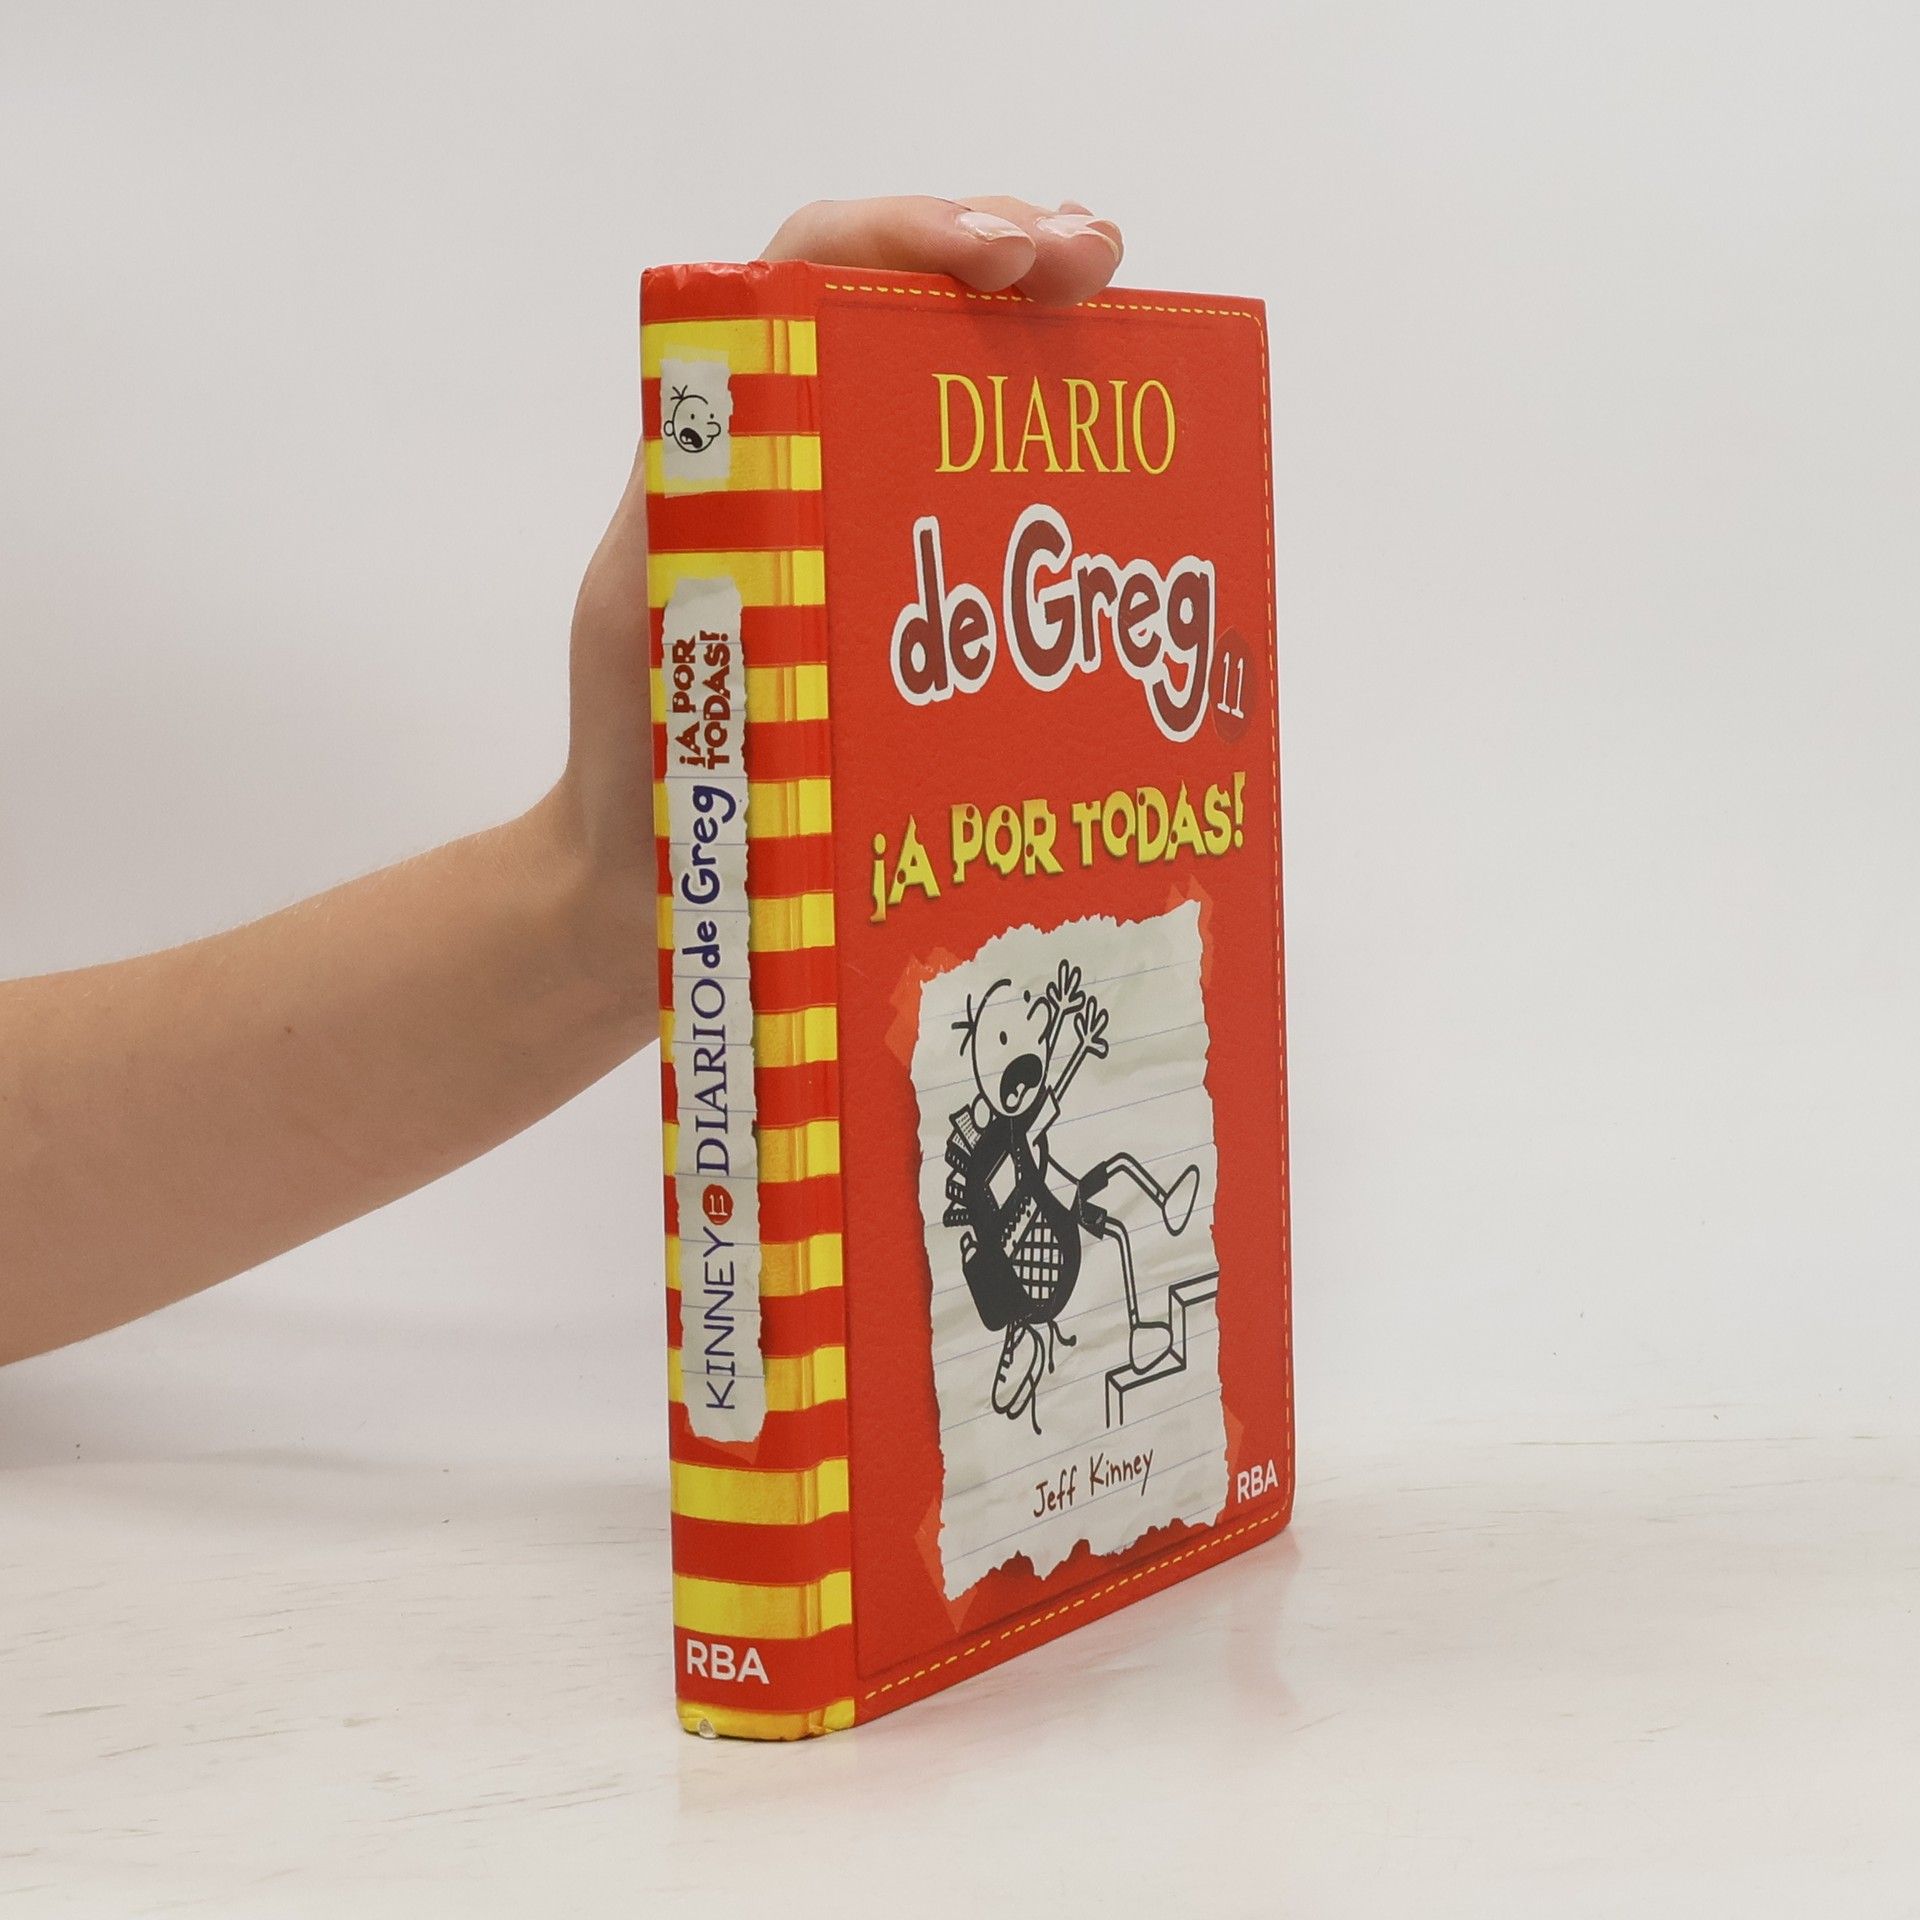 DIARIO
de Greg
11
¡A POR TODAS!
Jeff Kinney
RBA
KINNEY 11 DIARIO de Greg ¡A POR
TODAS!
RBA